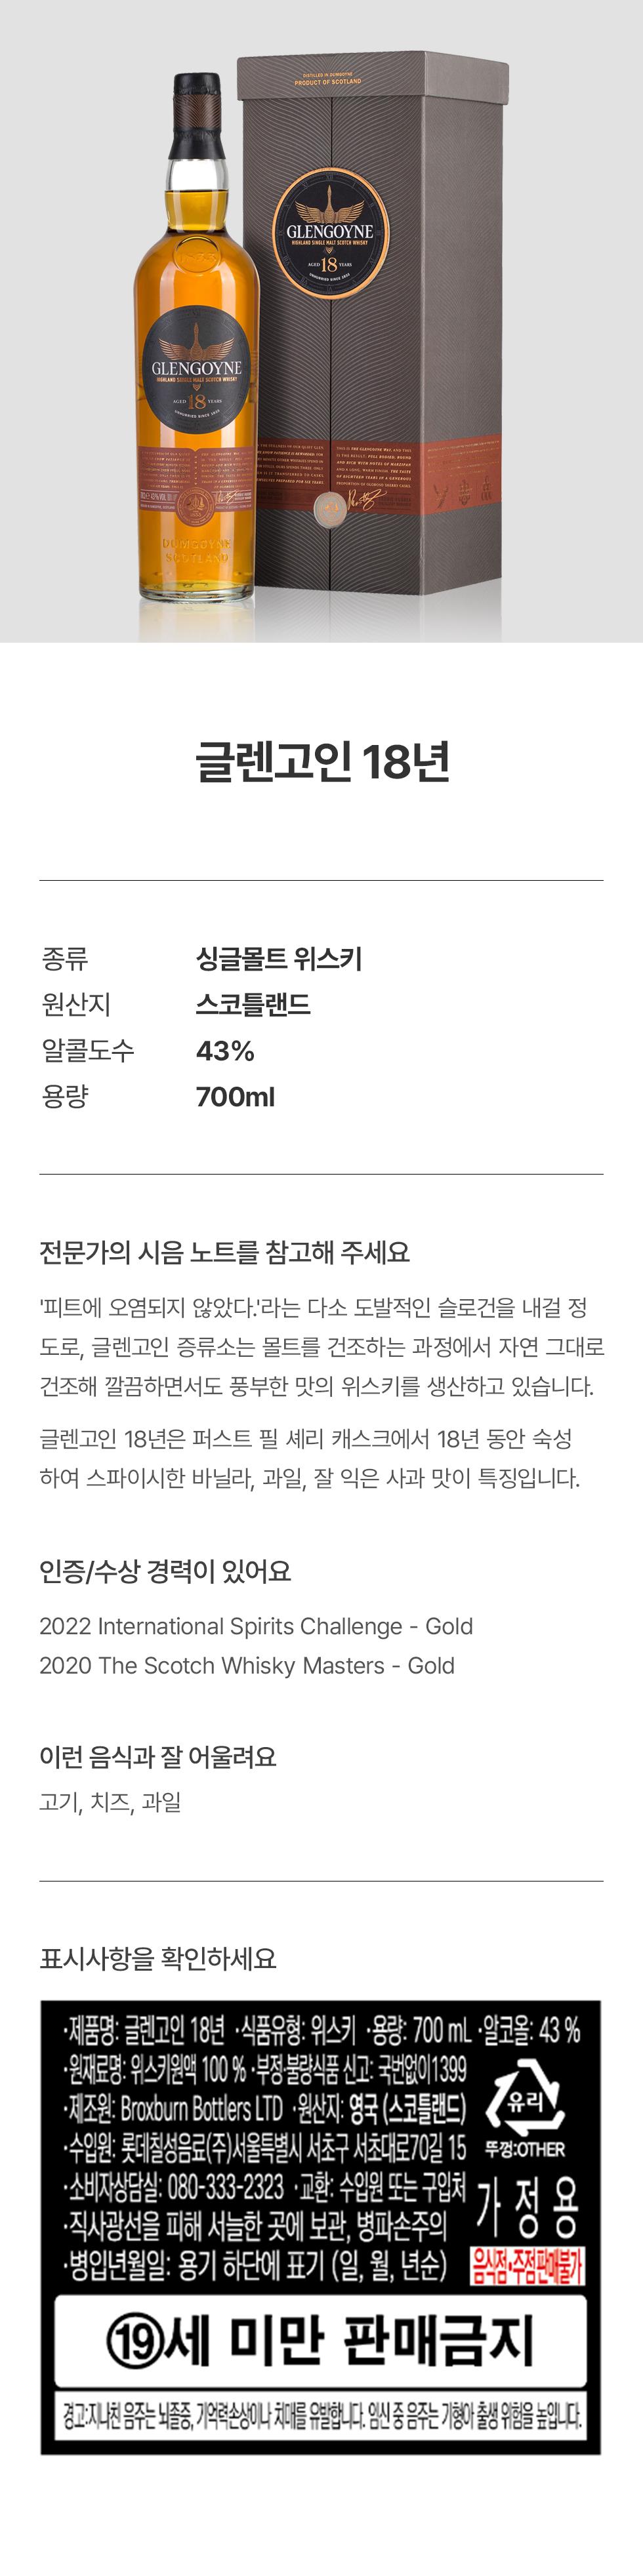 DISTILLED IN DUMGOYNE
PRODUCT OF SCOTLAND
GLENGOYNE
HIGHLAND SINGLE MALT SCOTCH WHISKY
AGED 18 YEARS
UNHURRIED SINCE 1833
GLENGOYNE
HIGHLAND SINGLE MALT SCOTCH WHISKY
AGED 18 YEARS
UNHURRIED SINCE 1833
DUMGOYNE
SCOTLAND
글렌고인 18년
종류 싱글몰트 위스키
원산지 스코틀랜드
알콜도수 43%
용량 700ml
전문가의 시음 노트를 참고해 주세요
'피트에 오염되지 않았다.'라는 다소 도발적인 슬로건을 내걸 정
도로, 글렌고인 증류소는 몰트를 건조하는 과정에서 자연 그대로
건조해 깔끔하면서도 풍부한 맛의 위스키를 생산하고 있습니다.
글렌고인 18년은 퍼스트 필 셰리 캐스크에서 18년 동안 숙성
하여 스파이시한 바닐라, 과일, 잘 익은 사과 맛이 특징입니다.
인증/수상 경력이 있어요
2022 International Spirits Challenge - Gold
2020 The Scotch Whisky Masters - Gold
이런 음식과 잘 어울려요
고기, 치즈, 과일
표시사항을 확인하세요
·제품명: 글렌고인 18년 ·식품유형: 위스키 ·용량: 700 mL ·알코올: 43 %
·원재료명: 위스키원액 100 % ·부정·불량식품 신고: 국번없이1399
·제조원: Broxburn Bottlers LTD ·원산지: 영국 (스코틀랜드)
유리
·수입원: 롯데칠성음료(주)서울특별시 서초구 서초대로70길 15
뚜껑:OTHER
·소비자상담실: 080-333-2323 ·교환: 수입원 또는 구입처
가정용
·직사광선을 피해 서늘한 곳에 보관, 병파손주의
·병입년월일: 용기 하단에 표기 (일, 월, 년순)
음식점·주점판매불가
⑲세 미만 판매금지
경고:지나친 음주는 뇌졸중, 기억력손상이나 치매를 유발합니다. 임신 중 음주는 기형아 출생 위험을 높입니다.